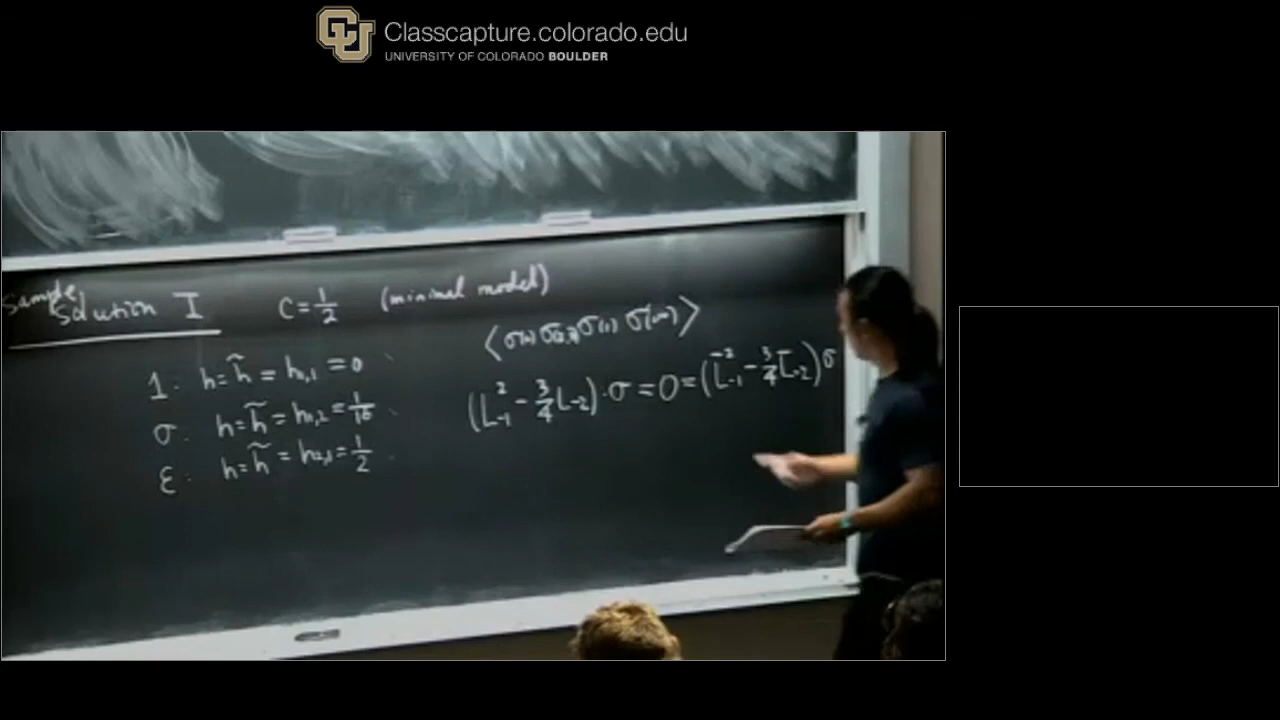 CU Classcapture.colorado.edu
UNIVERSITY OF COLORADO BOULDER
Sample Solution I C = 1/2 (minimal model)
1. h = h̃ = h₁,₁ = 0
σ. h = h̃ = h₁,₂ = 1/16
ε. h = h̃ = h₂,₁ = 1/2
⟨σ(0) σ(z,z̄) σ(1) σ(∞)⟩
(L₋₁² − 3/4 L₋₂)·σ = 0 = (L̄₋₁² − 3/4 L̄₋₂)σ